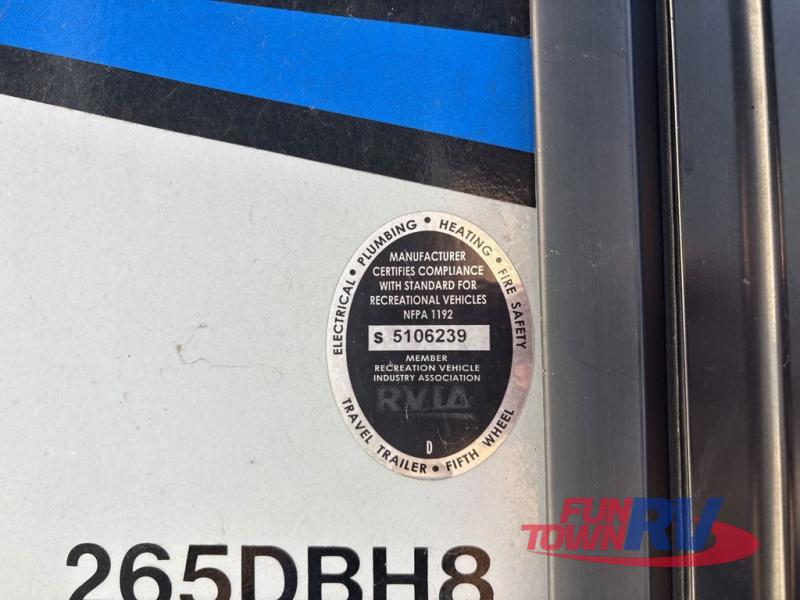 ELECTRICAL • PLUMBING • HEATING • FIRE SAFETY
MANUFACTURER
CERTIFIES COMPLIANCE
WITH STANDARD FOR
RECREATIONAL VEHICLES
NFPA 1192
S 5106239
MEMBER
RECREATION VEHICLE
INDUSTRY ASSOCIATION
RVIA
D
TRAVEL TRAILER • FIFTH WHEEL
FUN
TOWN RV
265DBH8